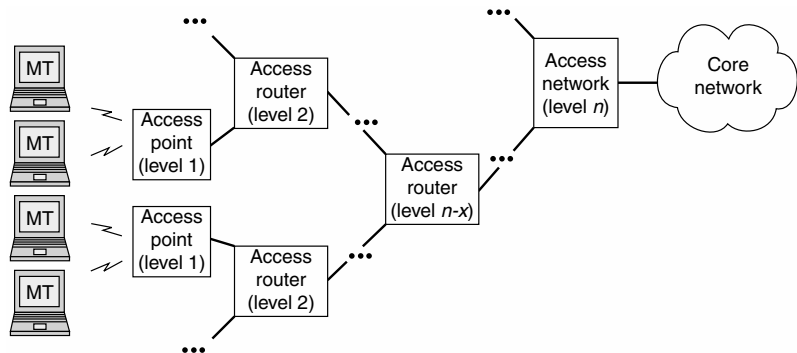 MT
MT
MT
MT
Access
point
(level 1)
Access
point
(level 1)
Access
router
(level 2)
Access
router
(level 2)
Access
router
(level n-x)
Access
network
(level n)
Core
network